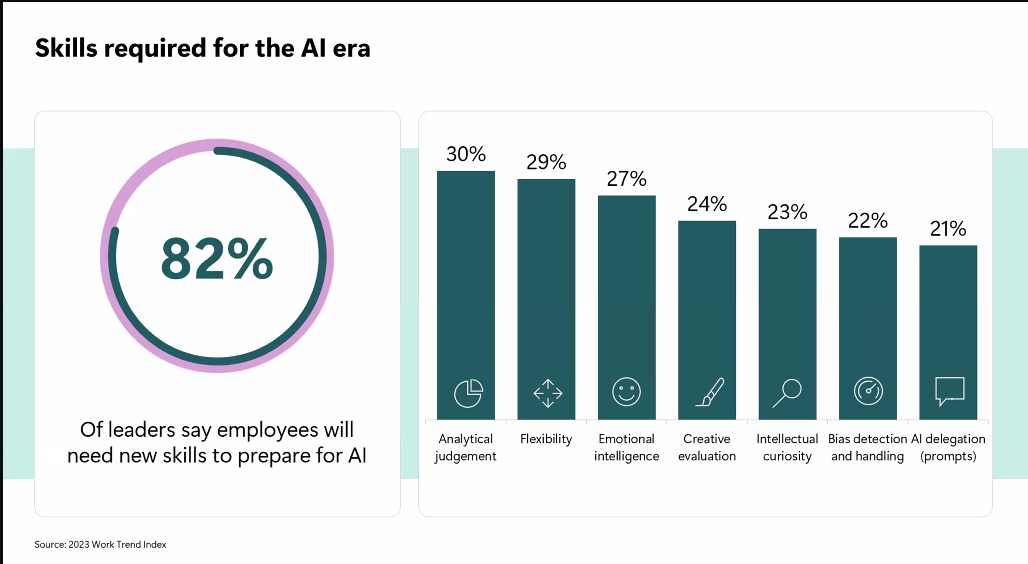 Skills required for the AI era
82%
Of leaders say employees will
need new skills to prepare for AI
30%
29%
27%
24%
23%
22%
21%
Analytical
judgement
Flexibility
Emotional
intelligence
Creative
evaluation
Intellectual
curiosity
Bias detection
and handling
AI delegation
(prompts)
Source: 2023 Work Trend Index